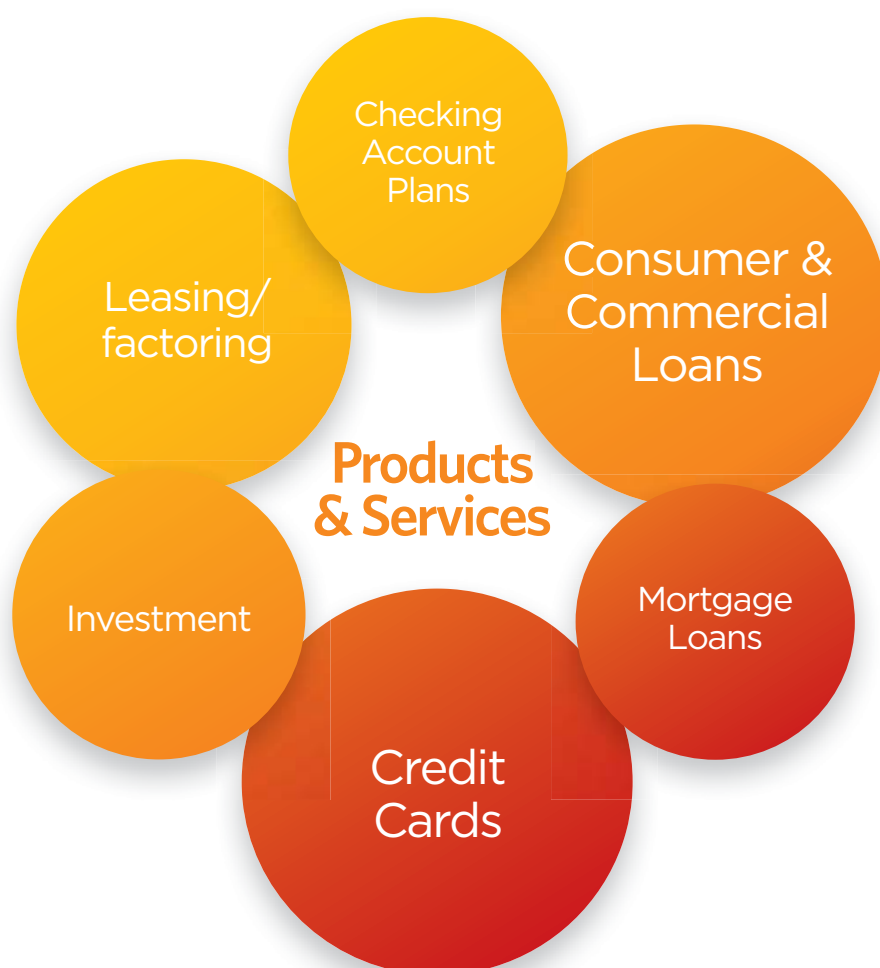 Checking
Account
Plans
Consumer &
Commercial
Loans
Leasing/
factoring
Products
& Services
Mortgage
Loans
Investment
Credit
Cards